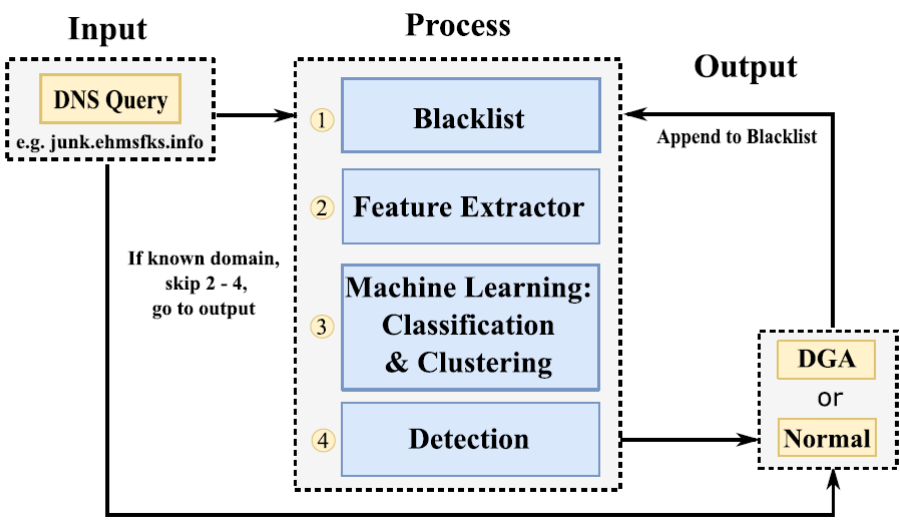 Input
DNS Query
e.g. junk.ehmsfks.info
If known domain,
skip 2 - 4,
go to output
Process
1
Blacklist
2
Feature Extractor
3
Machine Learning:
Classification
& Clustering
4
Detection
Output
Append to Blacklist
DGA
or
Normal